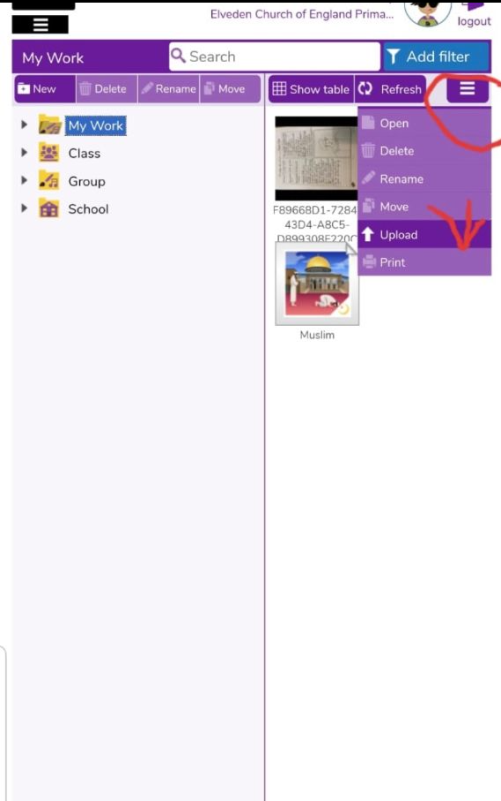 Elveden Church of England Prima...
logout
My Work
Search
Add filter
New
Delete
Rename
Move
Show table
Refresh
My Work
Class
Group
School
Open
Delete
Rename
Move
Upload
Print
F89668D1-7284
43D4-A8C5-
D899308E220C
Muslim